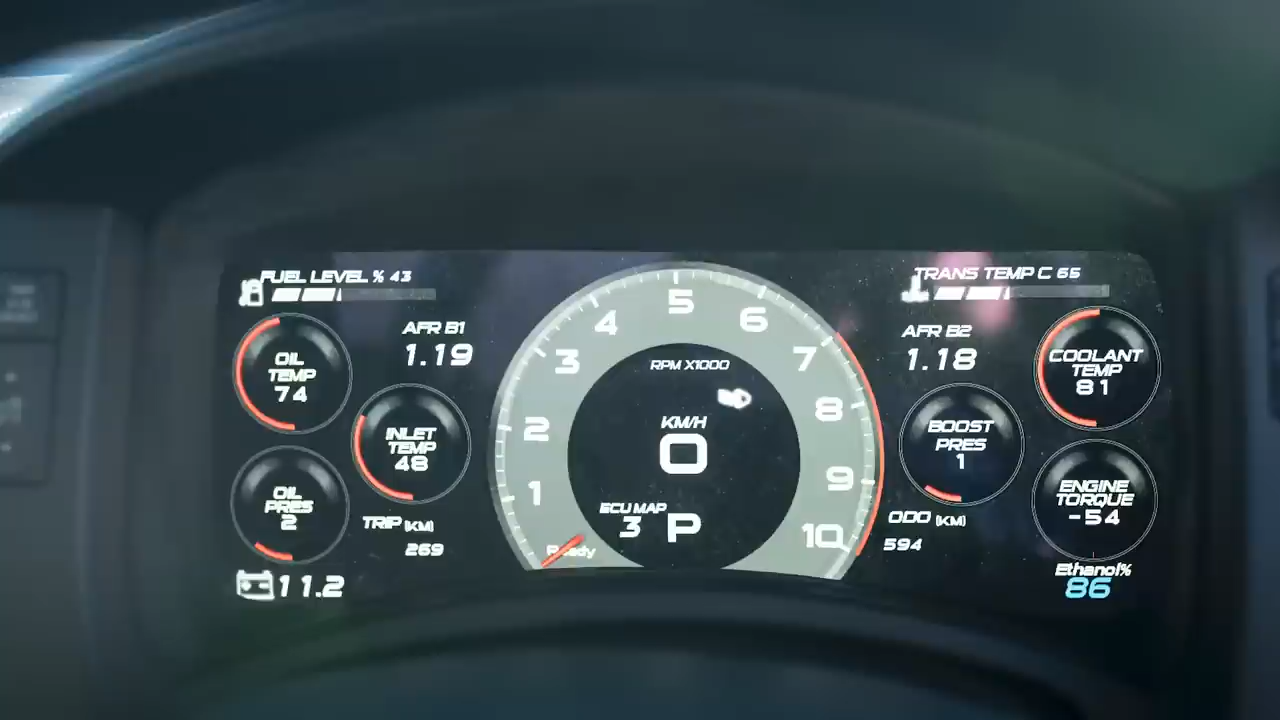 FUEL LEVEL % 43
TRANS TEMP C 65
AFR B1
1.19
AFR B2
1.18
OIL
TEMP
74
INLET
TEMP
48
OIL
PRES
2
TRIP (KM)
269
11.2
1
2
3
4
5
6
7
8
9
10
RPM X1000
KM/H
0
ECU MAP
3
P
Ready
COOLANT
TEMP
81
BOOST
PRES
1
ENGINE
TORQUE
-54
ODO (KM)
594
Ethanol%
86